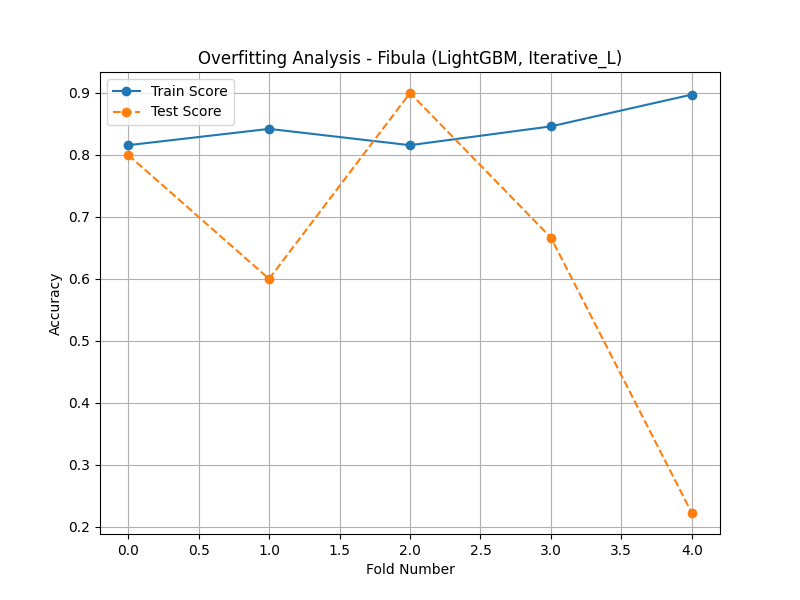 Overfitting Analysis - Fibula (LightGBM, Iterative_L)
Train Score
Test Score
Accuracy
0.9
0.8
0.7
0.6
0.5
0.4
0.3
0.2
0.0 0.5 1.0 1.5 2.0 2.5 3.0 3.5 4.0
Fold Number